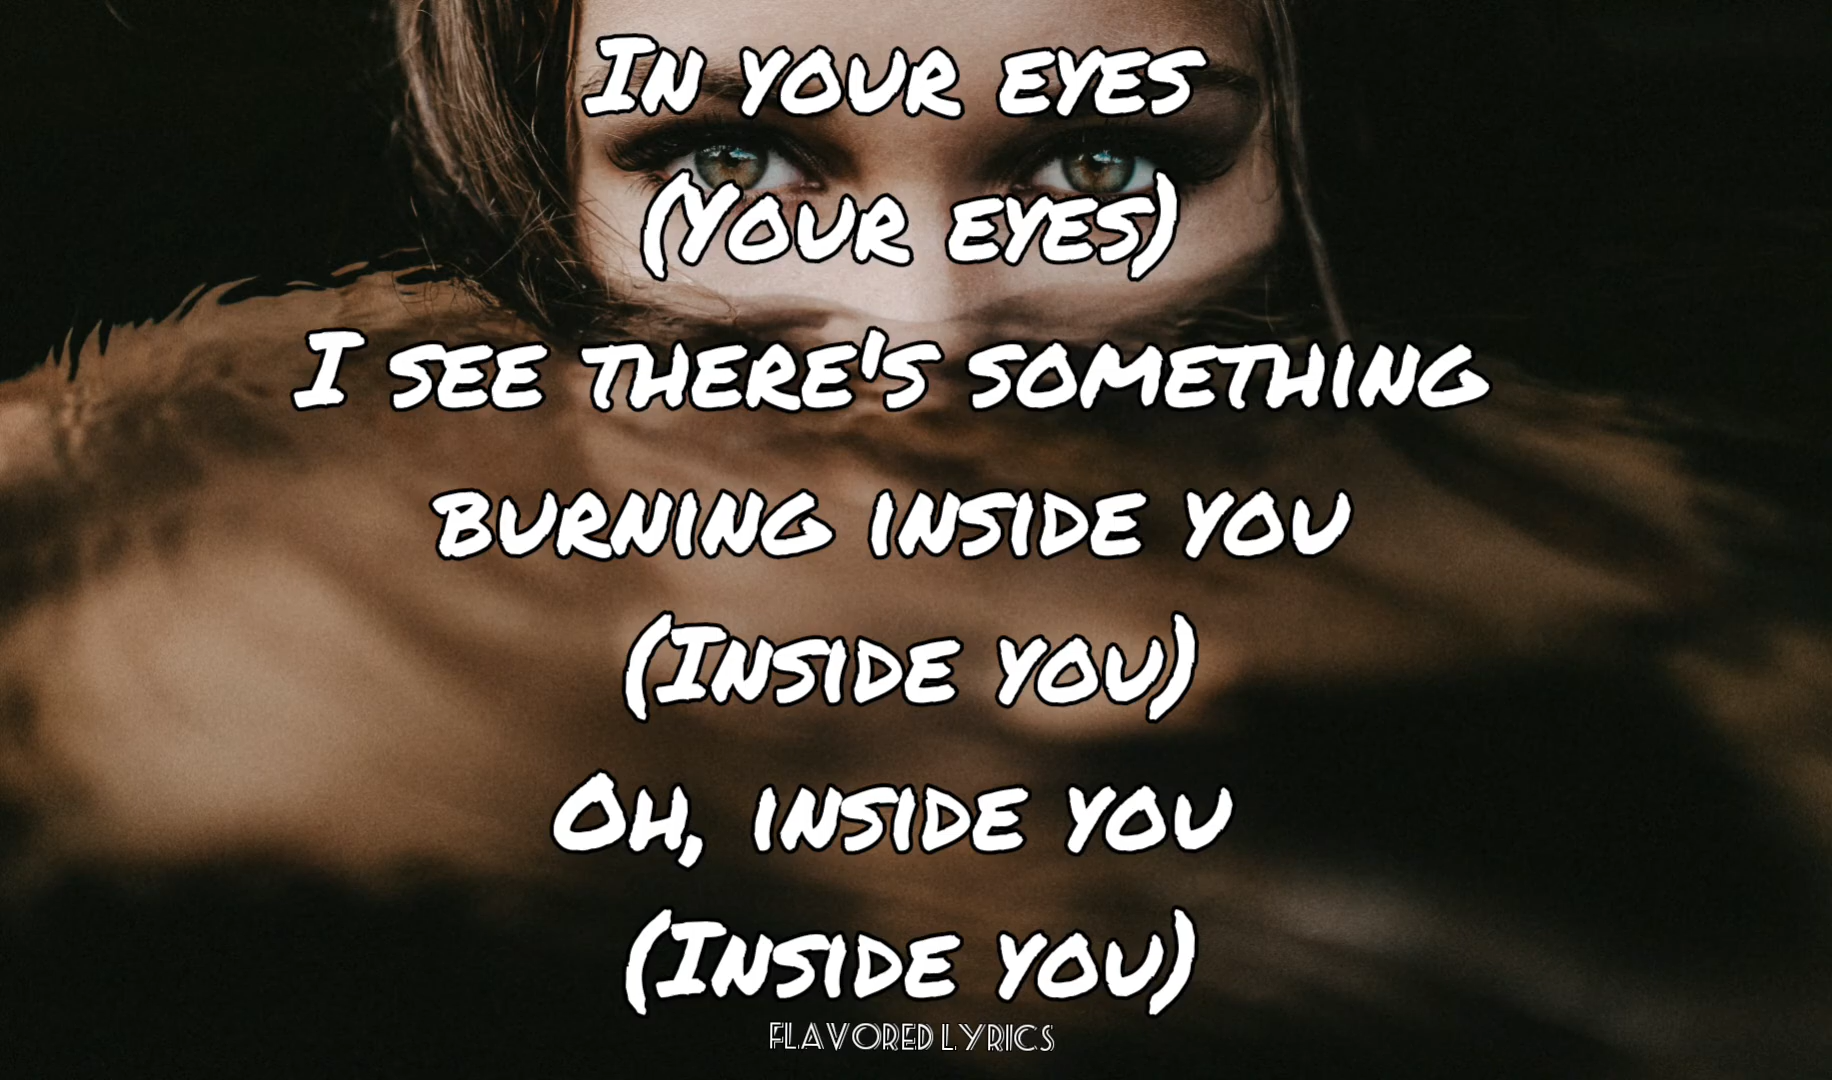 In your eyes
(Your eyes)
I see there's something
burning inside you
(Inside you)
Oh, inside you
(Inside you)
FLAVORED LYRICS